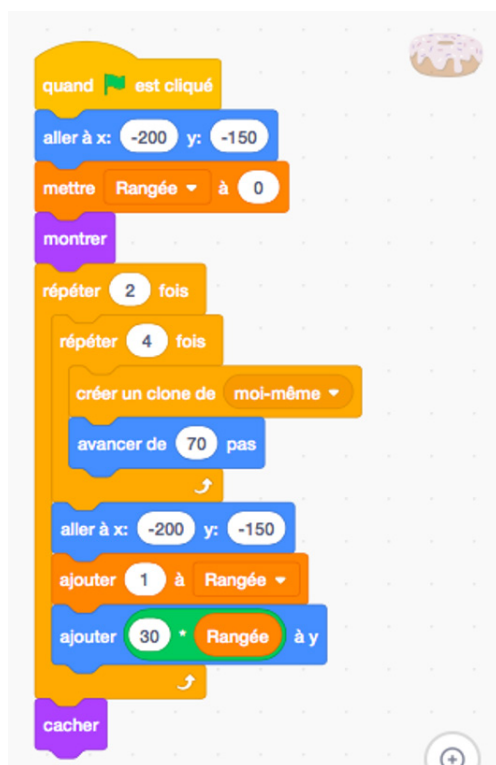 quand est cliqué
aller à x: -200 y: -150
mettre Rangée à 0
montrer
répéter 2 fois
répéter 4 fois
créer un clone de moi-même
avancer de 70 pas
aller à x: -200 y: -150
ajouter 1 à Rangée
ajouter 30 * Rangée à y
cacher